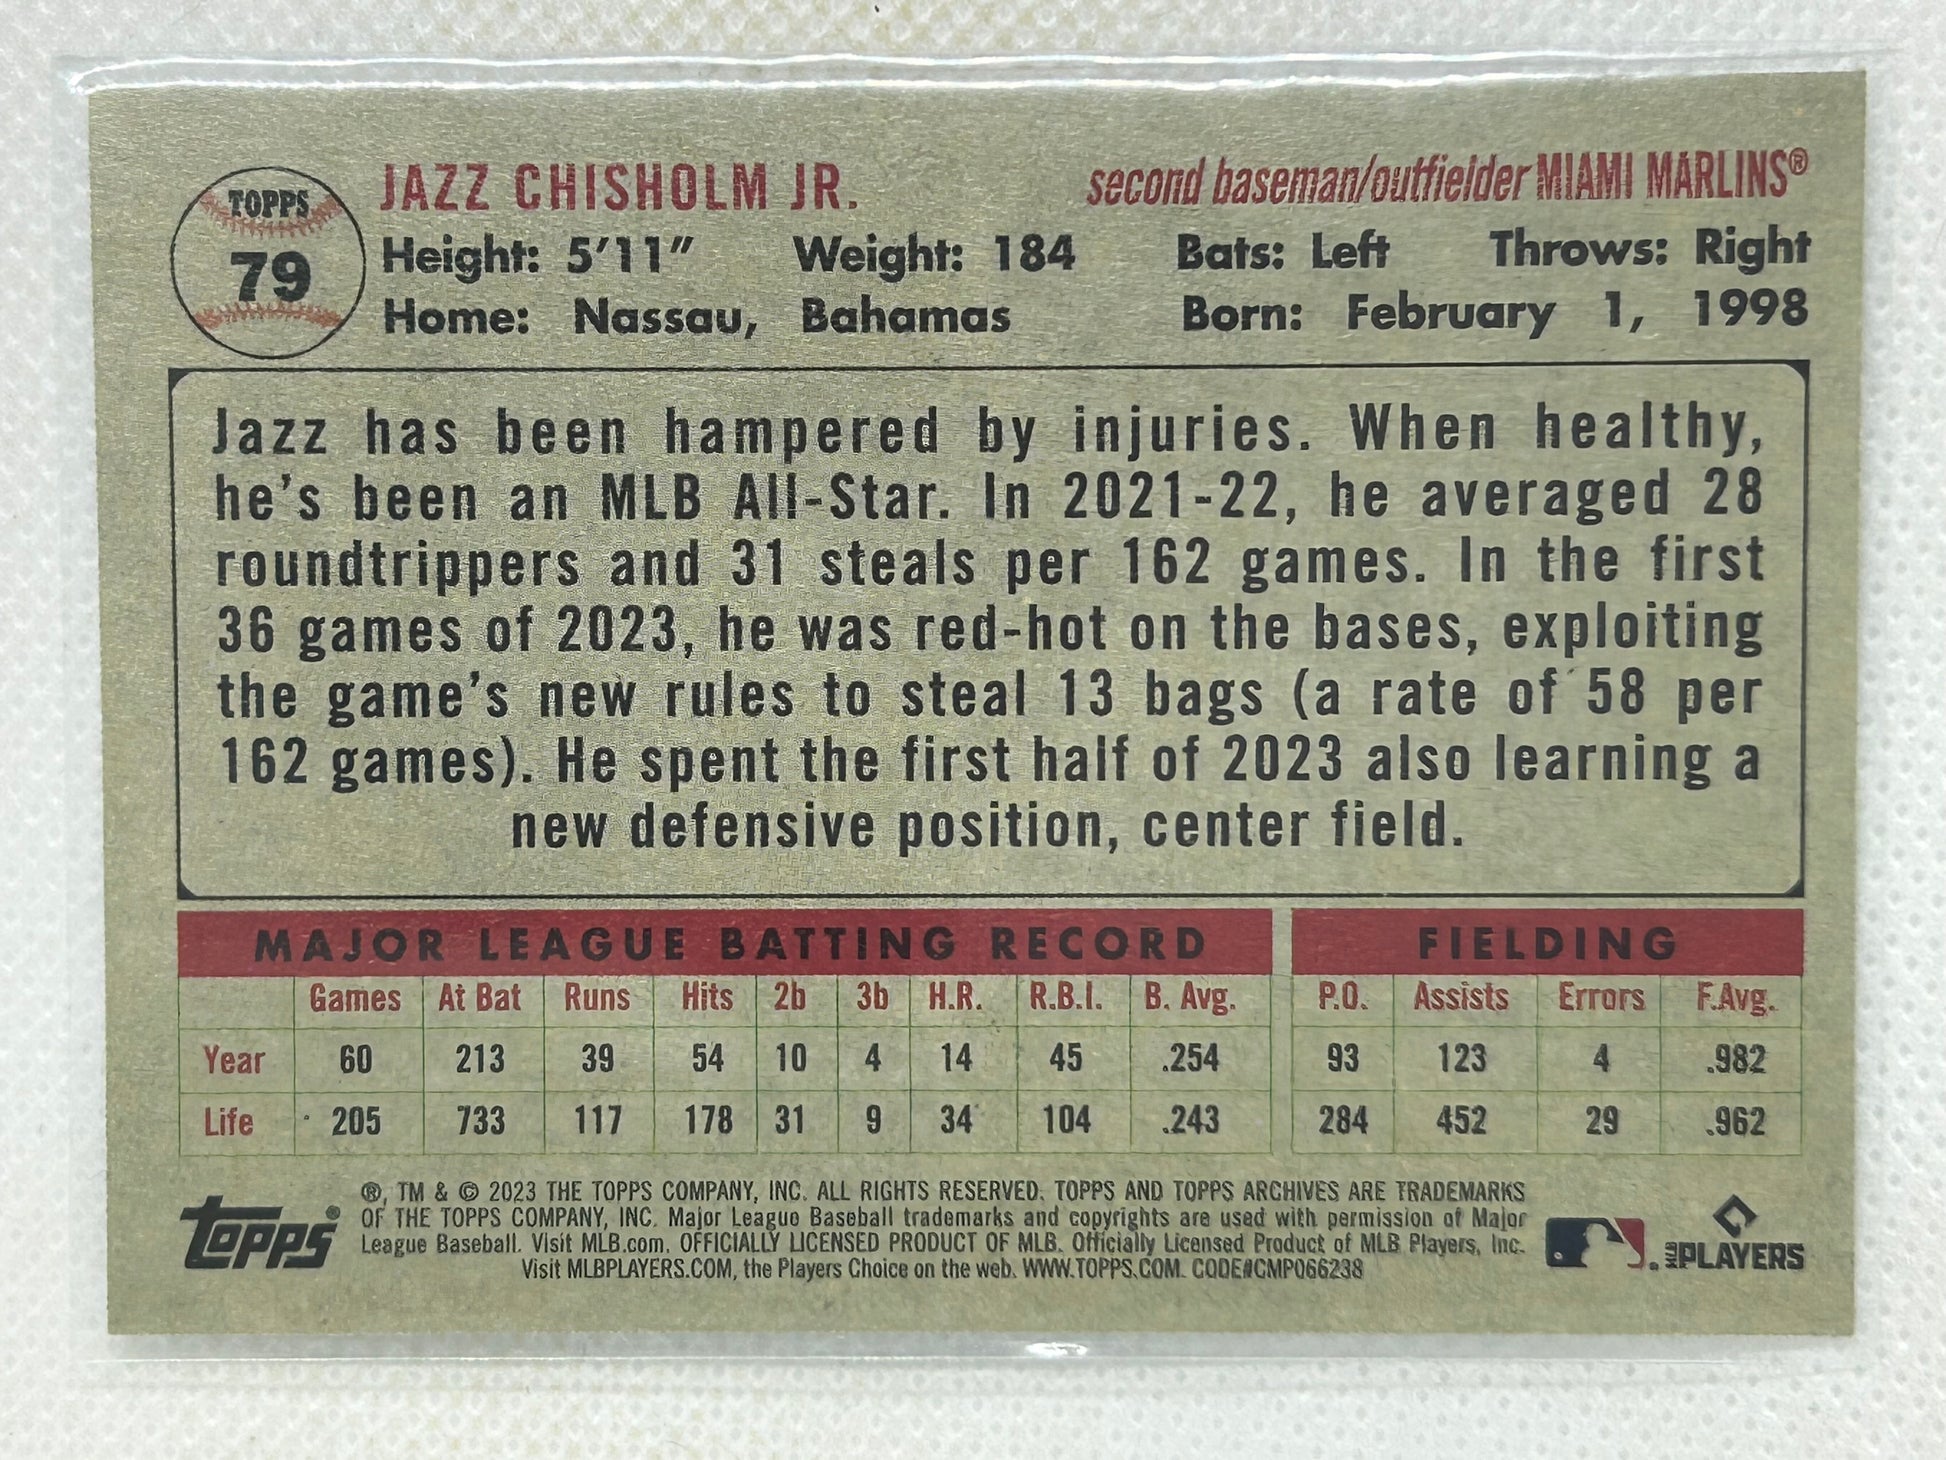 TOPPS
79
JAZZ CHISHOLM JR. second baseman/outfielder MIAMI MARLINS®
Height: 5'11" Weight: 184 Bats: Left Throws: Right
Home: Nassau, Bahamas Born: February 1, 1998
Jazz has been hampered by injuries. When healthy,
he's been an MLB All-Star. In 2021-22, he averaged 28
roundtrippers and 31 steals per 162 games. In the first
36 games of 2023, he was red-hot on the bases, exploiting
the game's new rules to steal 13 bags (a rate of 58 per
162 games). He spent the first half of 2023 also learning a
new defensive position, center field.
MAJOR LEAGUE BATTING RECORD FIELDING
Games At Bat Runs Hits 2b 3b H.R. R.B.I. B. Avg. P.O. Assists Errors F.Avg.
Year 60 213 39 54 10 4 14 45 .254 93 123 4 .982
Life 205 733 117 178 31 9 34 104 .243 284 452 29 .962
®, TM & © 2023 THE TOPPS COMPANY, INC. ALL RIGHTS RESERVED. TOPPS AND TOPPS ARCHIVES ARE TRADEMARKS
OF THE TOPPS COMPANY, INC. Major League Baseball trademarks and copyrights are used with permission of Major
League Baseball. Visit MLB.com. OFFICIALLY LICENSED PRODUCT OF MLB. Officially Licensed Product of MLB Players, Inc.
Visit MLBPLAYERS.COM, the Players Choice on the web. WWW.TOPPS.COM. CODE#CMP066238
Topps®
MLB PLAYERS